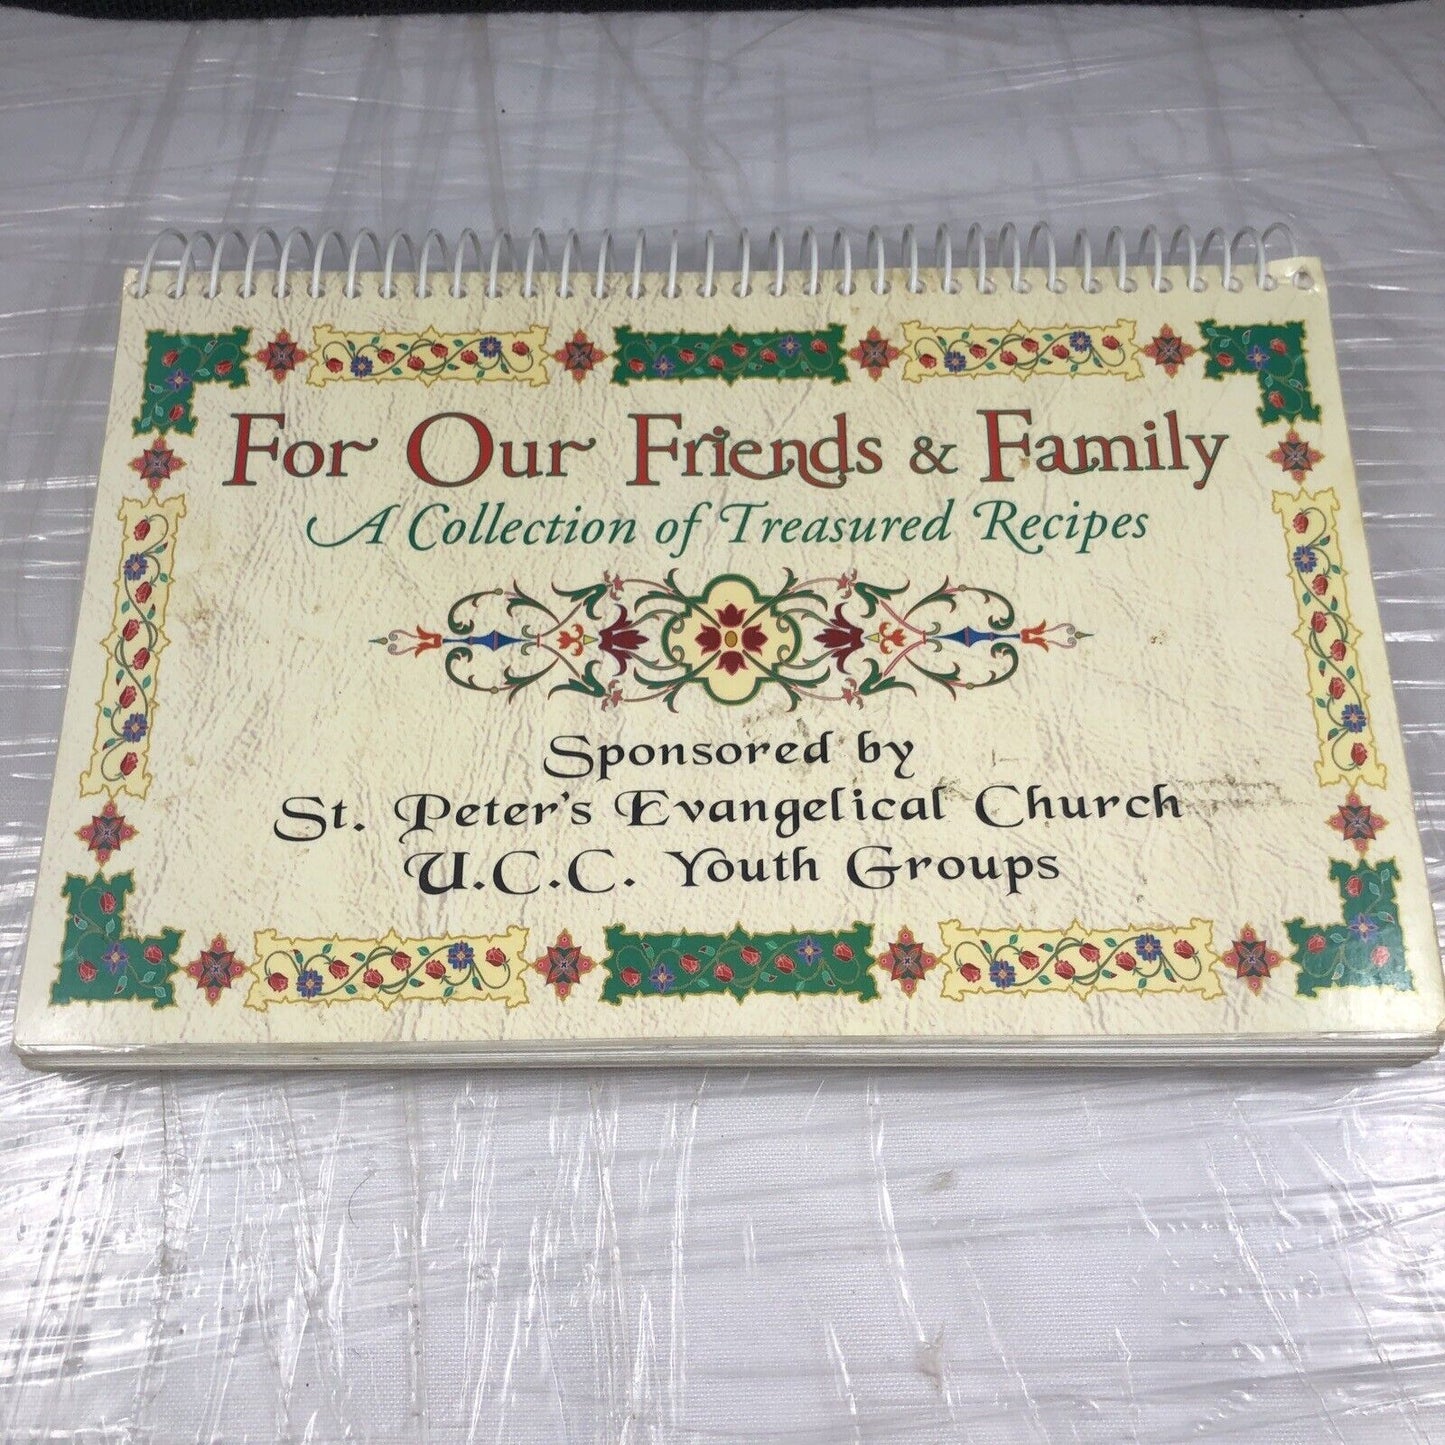 For Our Friends & Family
A Collection of Treasured Recipes
Sponsored by
St. Peter's Evangelical Church
U.C.C. Youth Groups